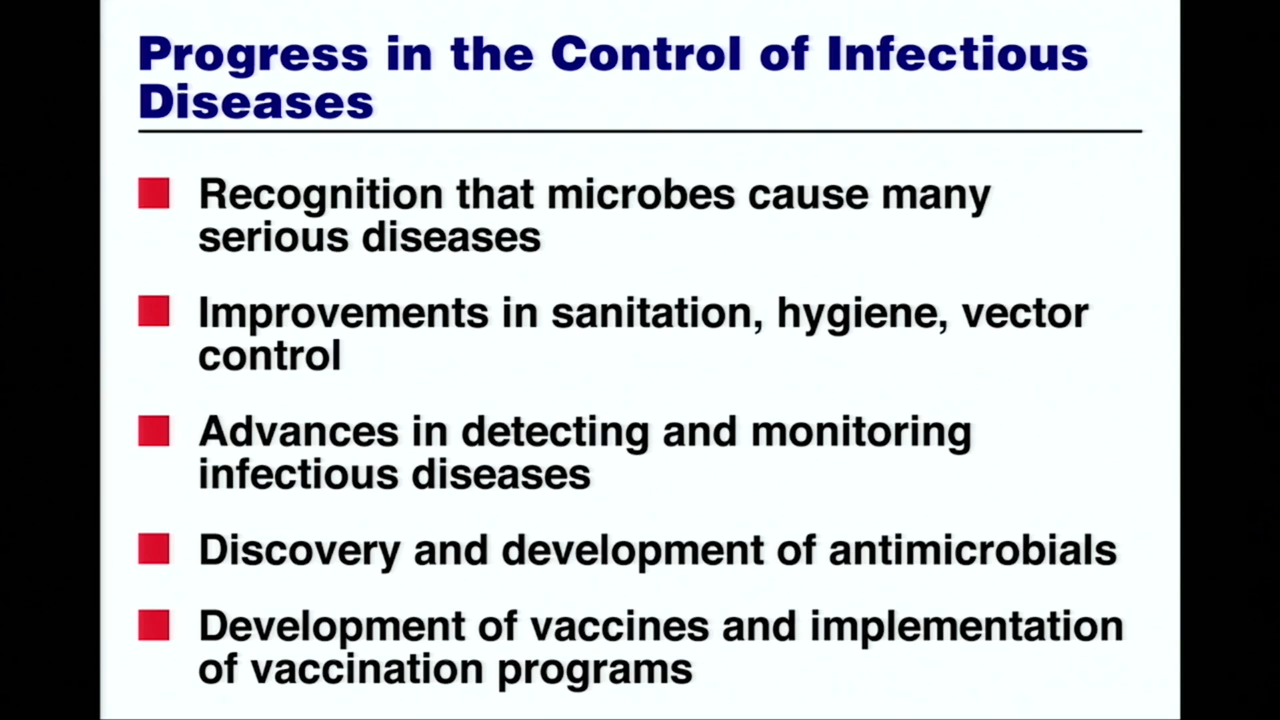 Progress in the Control of Infectious
Diseases
Recognition that microbes cause many
serious diseases
Improvements in sanitation, hygiene, vector
control
Advances in detecting and monitoring
infectious diseases
Discovery and development of antimicrobials
Development of vaccines and implementation
of vaccination programs